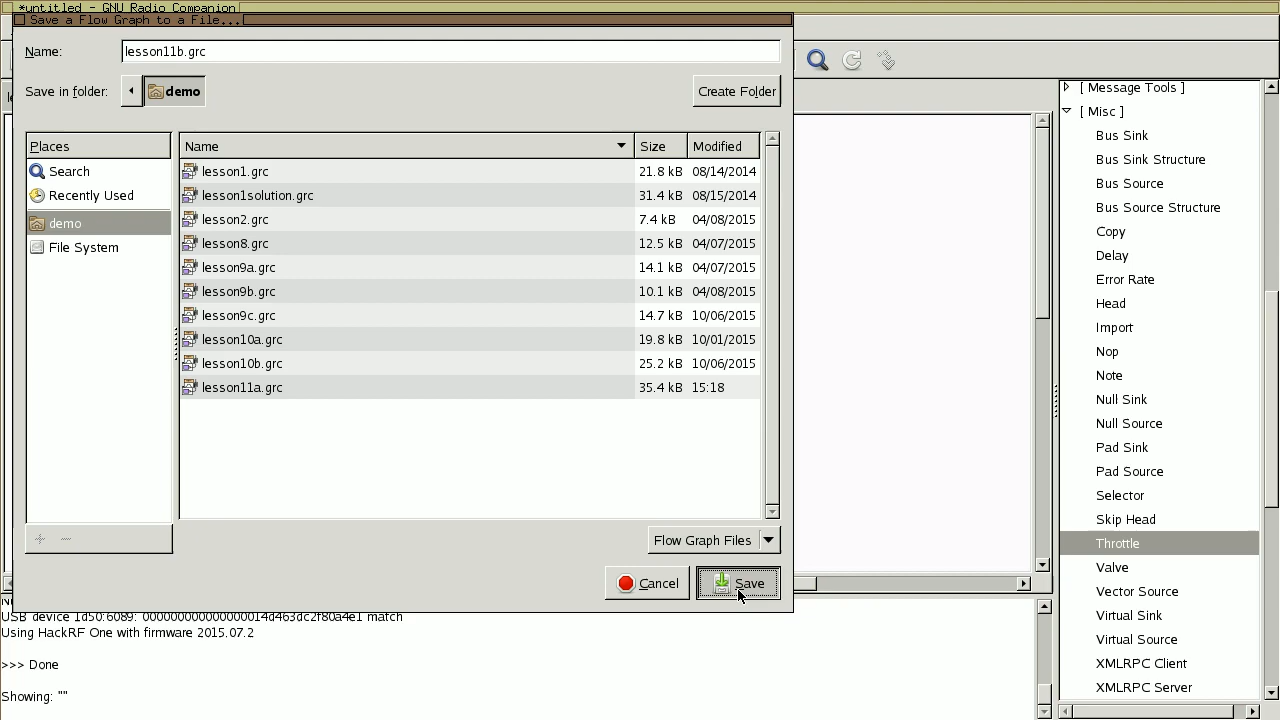 *untitled - GNU Radio Companion
Save a Flow Graph to a File...
Name: lesson11b.grc
Save in folder: demo Create Folder
Places
Search
Recently Used
demo
File System
Name Size Modified
lesson1.grc 21.8 kB 08/14/2014
lesson1solution.grc 31.4 kB 08/15/2014
lesson2.grc 7.4 kB 04/08/2015
lesson8.grc 12.5 kB 04/07/2015
lesson9a.grc 14.1 kB 04/07/2015
lesson9b.grc 10.1 kB 04/08/2015
lesson9c.grc 14.7 kB 10/06/2015
lesson10a.grc 19.8 kB 10/01/2015
lesson10b.grc 25.2 kB 10/06/2015
lesson11a.grc 35.4 kB 15:18
Flow Graph Files
Cancel Save
[ Message Tools ]
[ Misc ]
Bus Sink
Bus Sink Structure
Bus Source
Bus Source Structure
Copy
Delay
Error Rate
Head
Import
Nop
Note
Null Sink
Null Source
Pad Sink
Pad Source
Selector
Skip Head
Throttle
Valve
Vector Source
Virtual Sink
Virtual Source
XMLRPC Client
XMLRPC Server
USB device 1d50:6089: 000000000000000014d463dc2f80a4e1 match
Using HackRF One with firmware 2015.07.2
>>> Done
Showing: ""